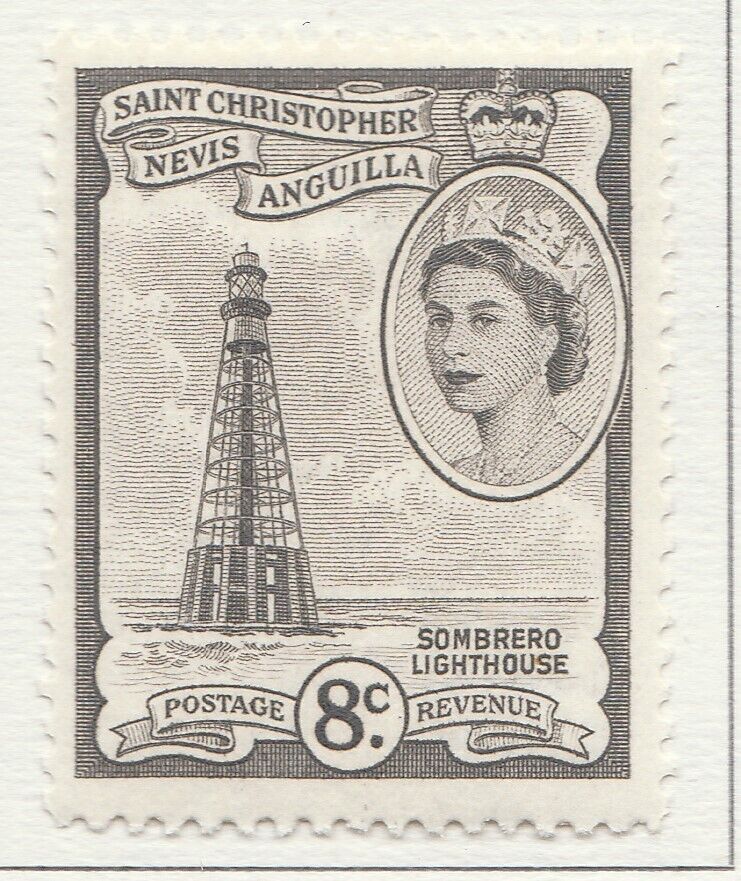 SAINT CHRISTOPHER
NEVIS
ANGUILLA
SOMBRERO
LIGHTHOUSE
POSTAGE
8c.
REVENUE